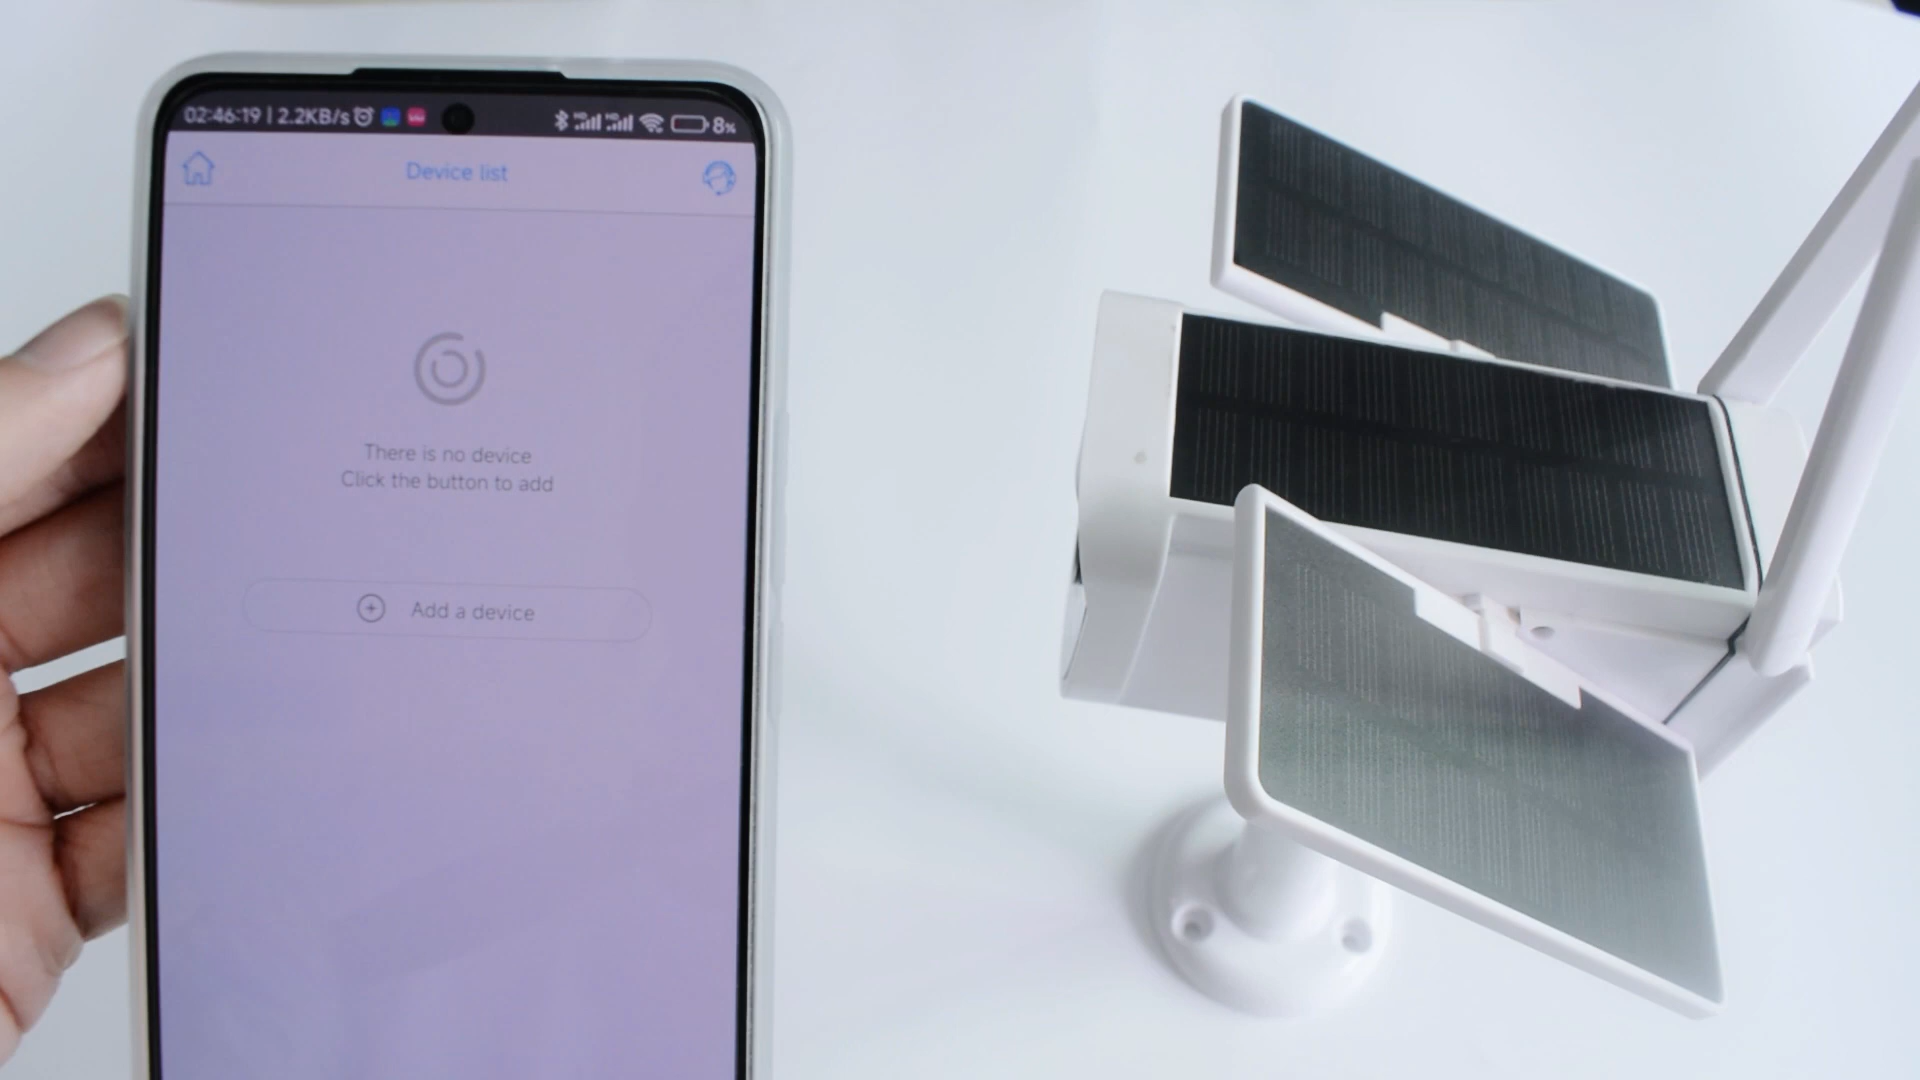 02:46:19 | 2.2KB/s
8%
Device list
There is no device
Click the button to add
Add a device